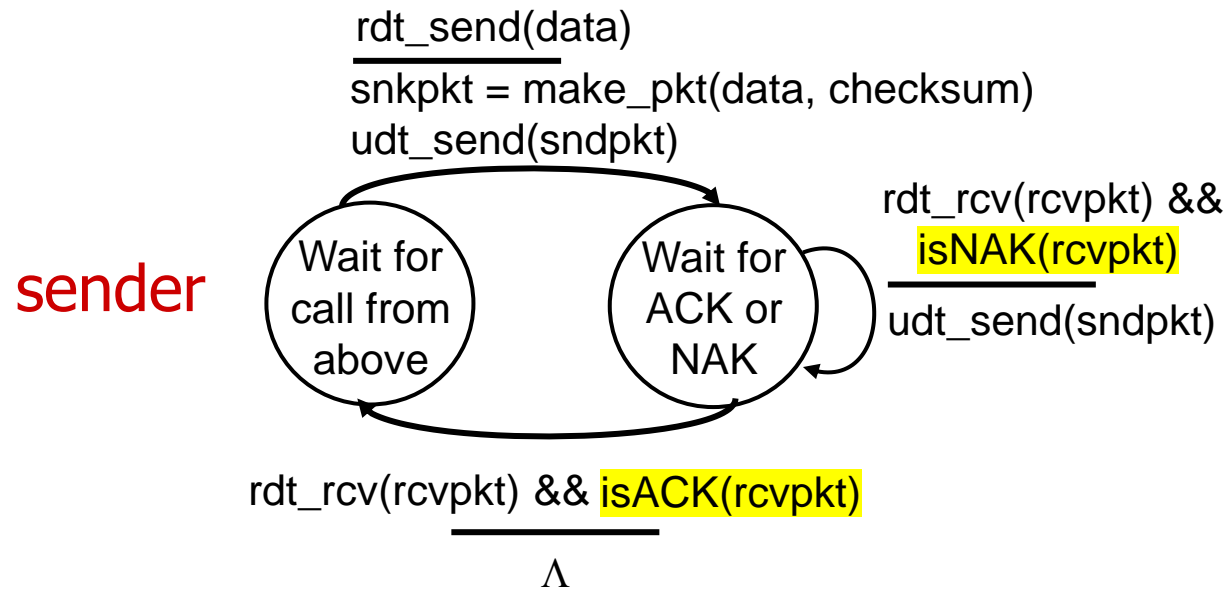 rdt_send(data)
snkpkt = make_pkt(data, checksum)
udt_send(sndpkt)
sender
Wait for
call from
above
Wait for
ACK or
NAK
rdt_rcv(rcvpkt) &&
isNAK(rcvpkt)
udt_send(sndpkt)
rdt_rcv(rcvpkt) && isACK(rcvpkt)
Λ